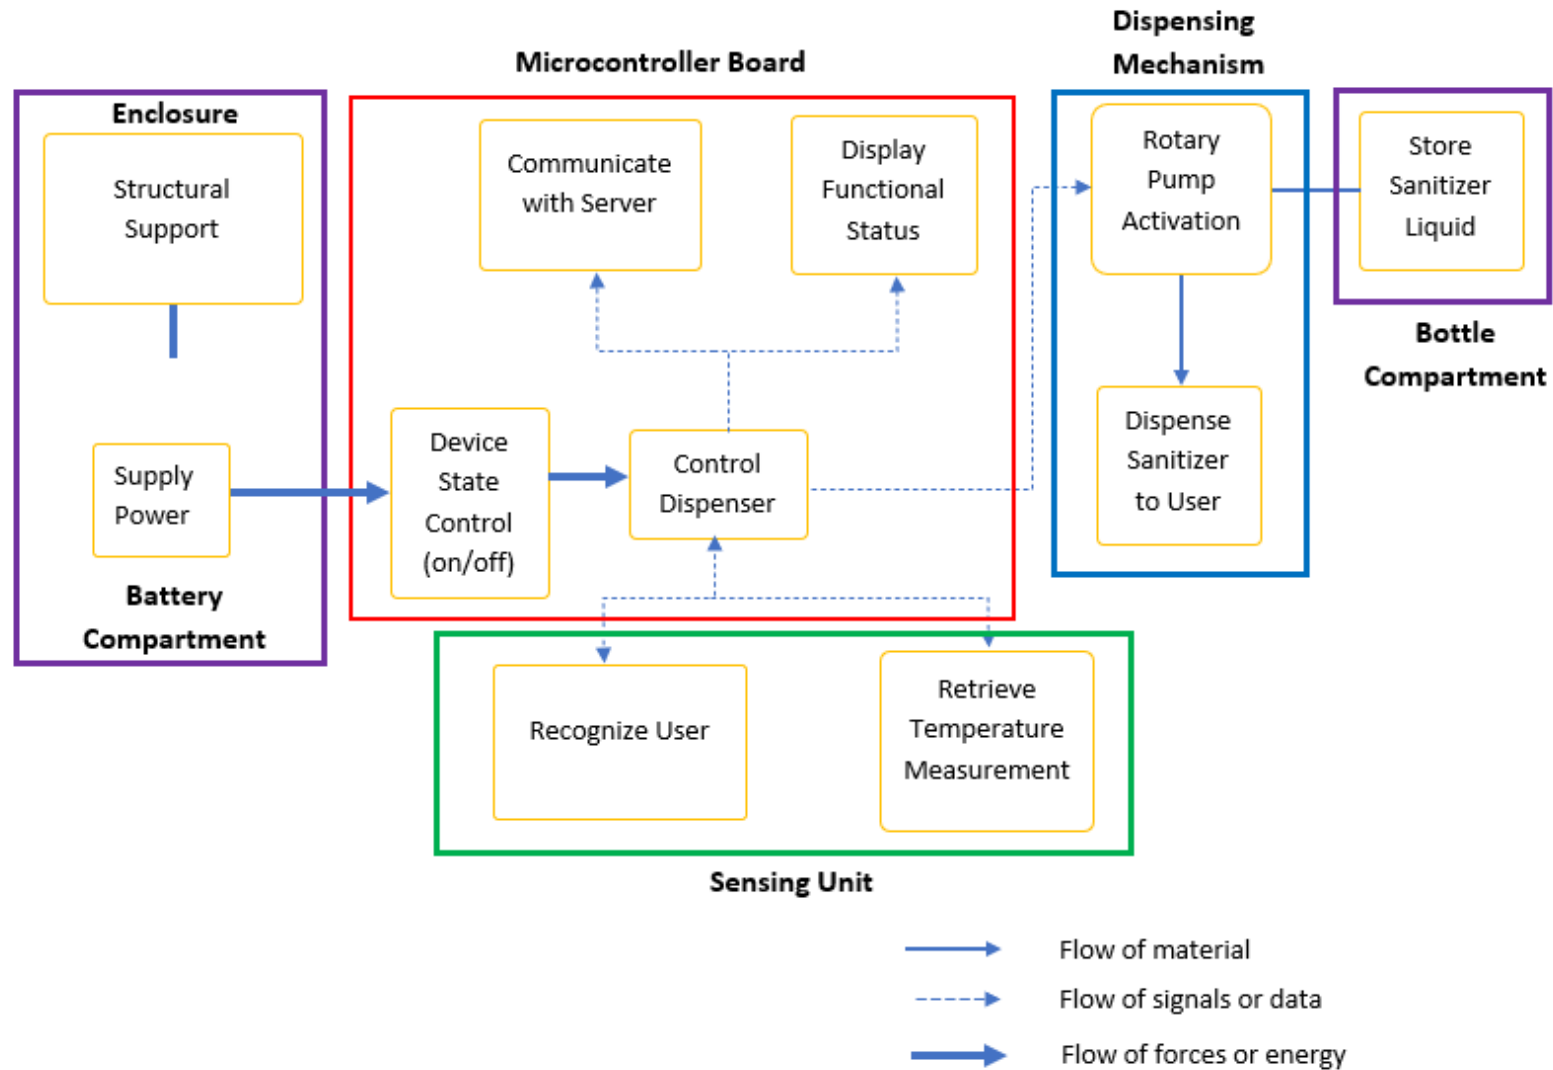 Dispensing
Mechanism
Microcontroller Board
Enclosure
Structural
Support
Communicate
with Server
Display
Functional
Status
Rotary
Pump
Activation
Store
Sanitizer
Liquid
Bottle
Compartment
Supply
Power
Device
State
Control
(on/off)
Control
Dispenser
Dispense
Sanitizer
to User
Battery
Compartment
Recognize User
Retrieve
Temperature
Measurement
Sensing Unit
Flow of material
Flow of signals or data
Flow of forces or energy